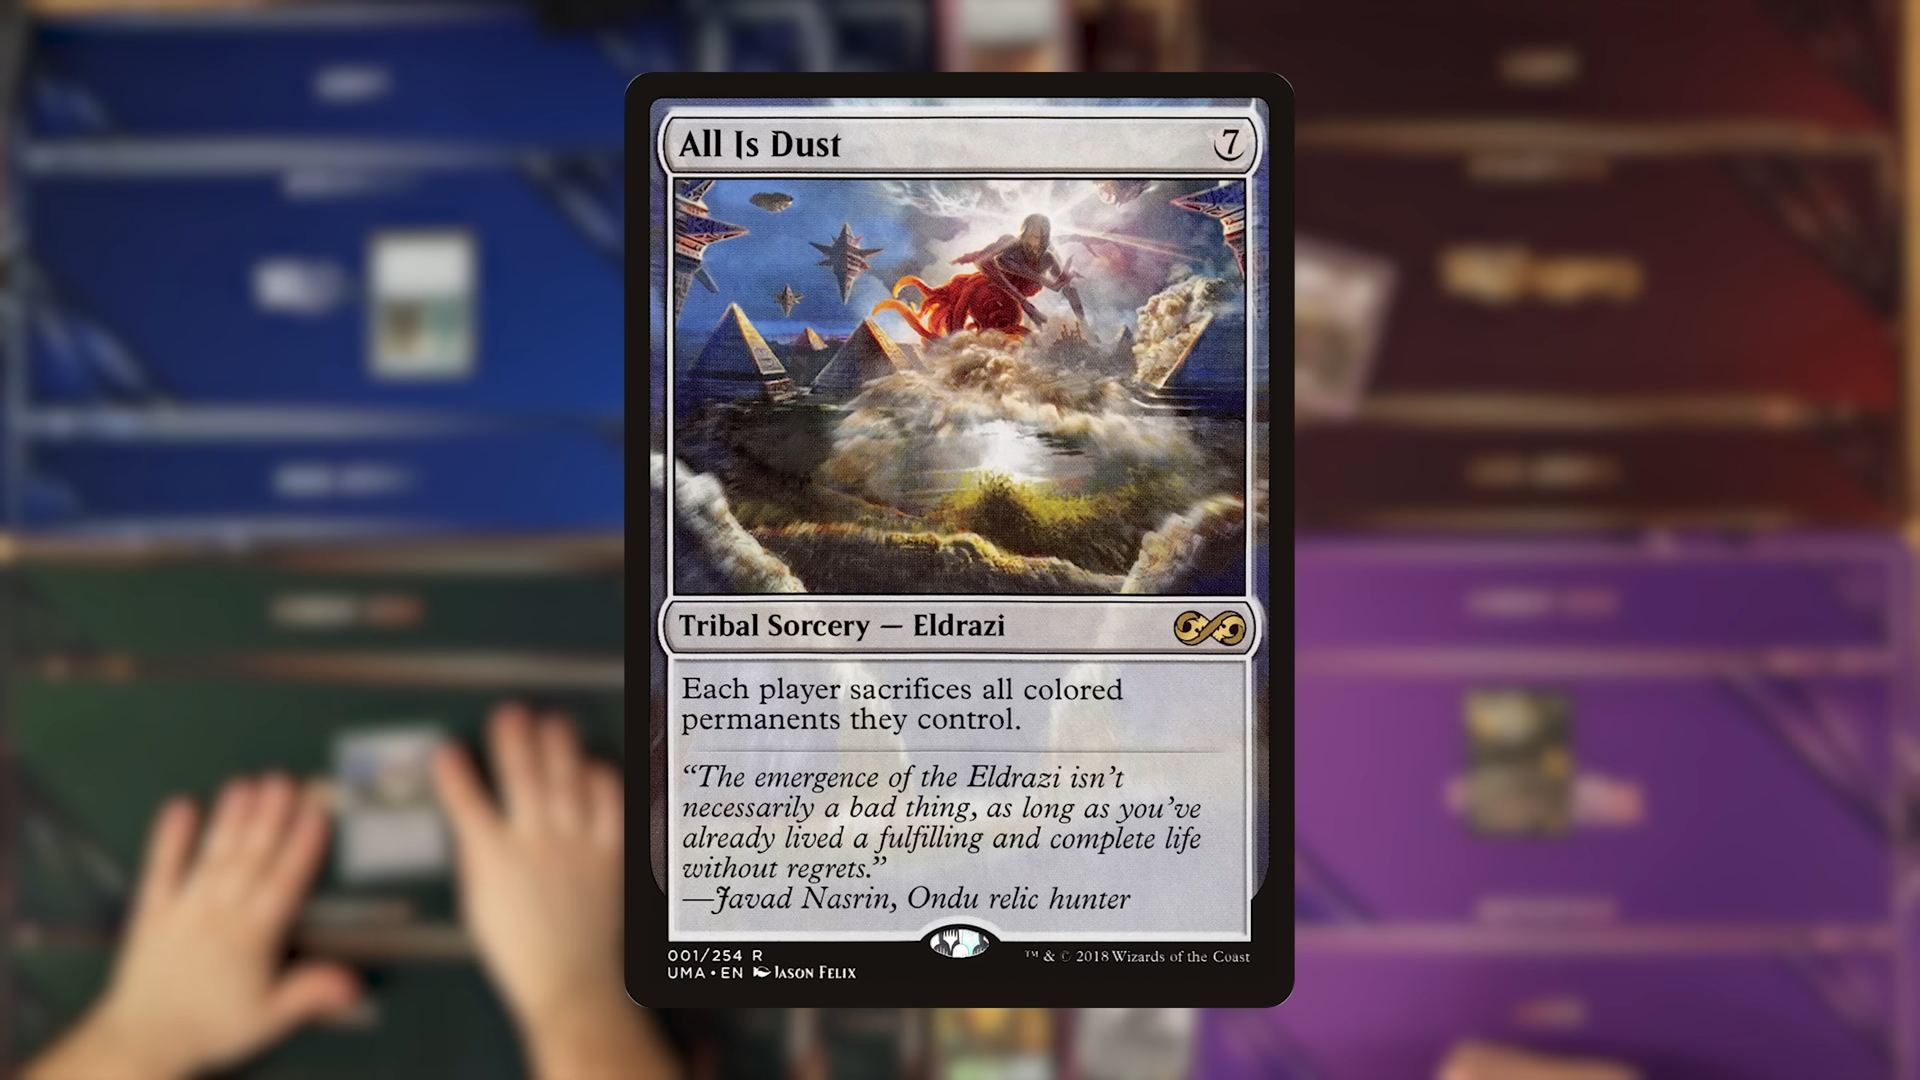 All Is Dust
7
Tribal Sorcery — Eldrazi
Each player sacrifices all colored
permanents they control.
“The emergence of the Eldrazi isn’t
necessarily a bad thing, as long as you’ve
already lived a fulfilling and complete life
without regrets.”
—Javad Nasrin, Ondu relic hunter
001/254 R
UMA • EN Jason Felix
™ & © 2018 Wizards of the Coast